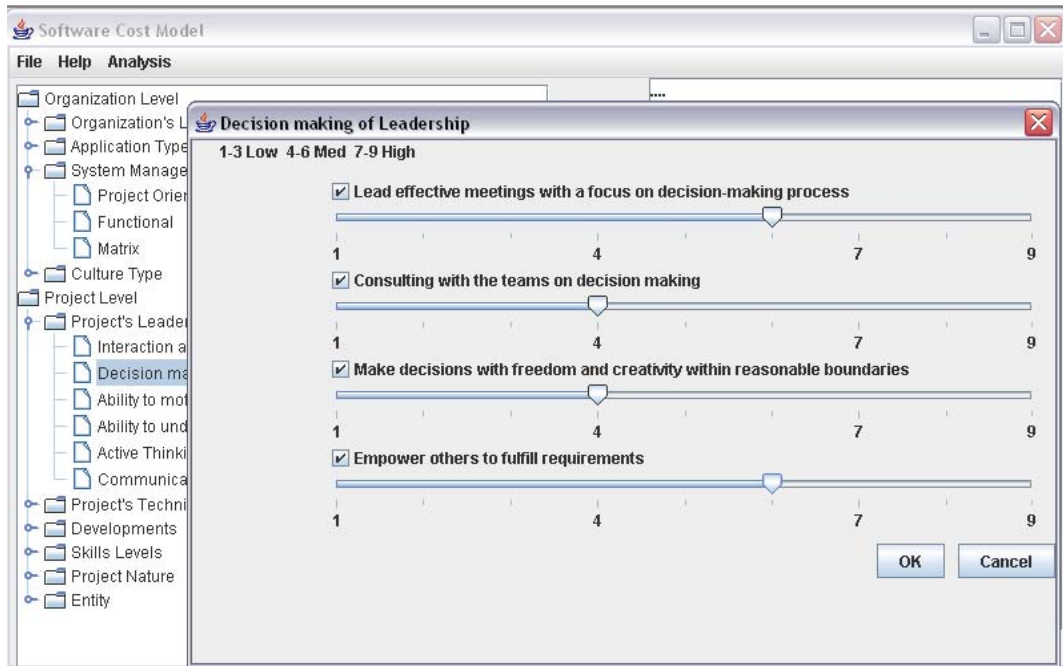 Software Cost Model
File Help Analysis
....
Organization Level
Organization's L
Application Type
System Manage
Project Orier
Functional
Matrix
Culture Type
Project Level
Project's Leader
Interaction a
Decision ma
Ability to mot
Ability to und
Active Thinki
Communica
Project's Techni
Developments
Skills Levels
Project Nature
Entity
Decision making of Leadership
1-3 Low 4-6 Med 7-9 High
Lead effective meetings with a focus on decision-making process
1 4 7 9
Consulting with the teams on decision making
1 4 7 9
Make decisions with freedom and creativity within reasonable boundaries
1 4 7 9
Empower others to fulfill requirements
1 4 7 9
OK Cancel